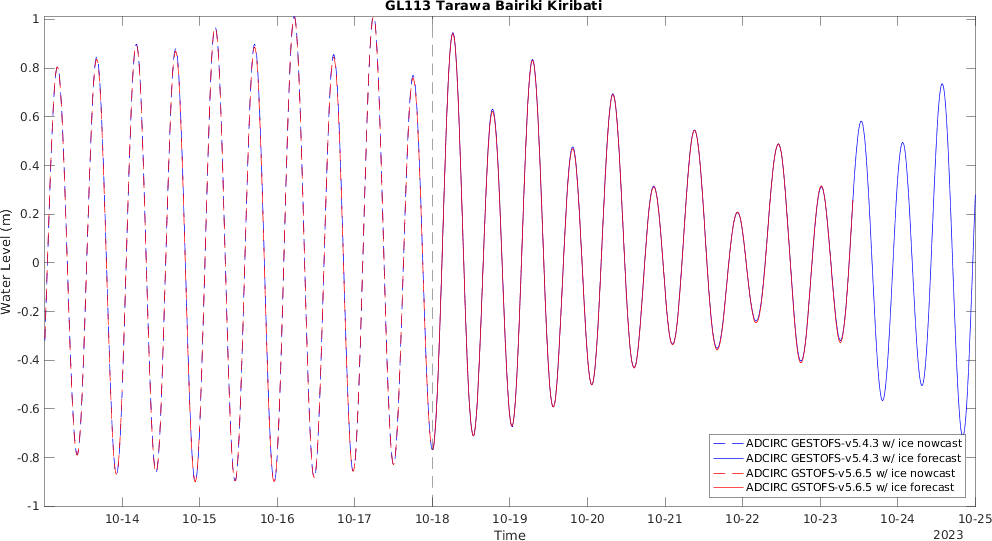 GL113 Tarawa Bairiki Kiribati
1
0.8
0.6
0.4
0.2
0
-0.2
-0.4
-0.6
-0.8
-1
Water Level (m)
ADCIRC GESTOFS-v5.4.3 w/ ice nowcast
ADCIRC GESTOFS-v5.4.3 w/ ice forecast
ADCIRC GSTOFS-v5.6.5 w/ ice nowcast
ADCIRC GSTOFS-v5.6.5 w/ ice forecast
10-14 10-15 10-16 10-17 10-18 10-19 10-20 10-21 10-22 10-23 10-24 10-25
Time
2023